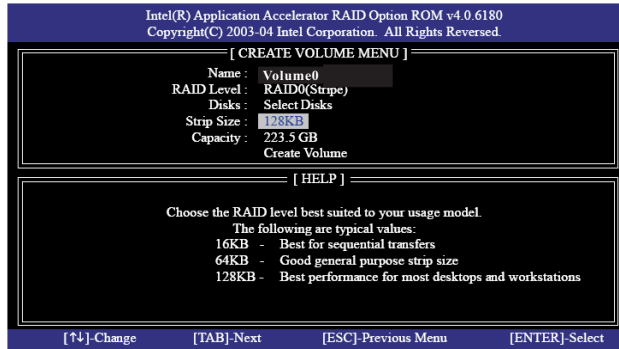 Intel(R) Application Accelerator RAID Option ROM v4.0.6180
Copyright(C) 2003-04 Intel Corporation. All Rights Reversed.
[ CREATE VOLUME MENU ]
Name : Volume0
RAID Level : RAID0(Stripe)
Disks : Select Disks
Strip Size : 128KB
Capacity : 223.5 GB
Create Volume
[ HELP ]
Choose the RAID level best suited to your usage model.
The following are typical values:
16KB - Best for sequential transfers
64KB - Good general purpose strip size
128KB - Best performance for most desktops and workstations
[↑↓]-Change [TAB]-Next [ESC]-Previous Menu [ENTER]-Select